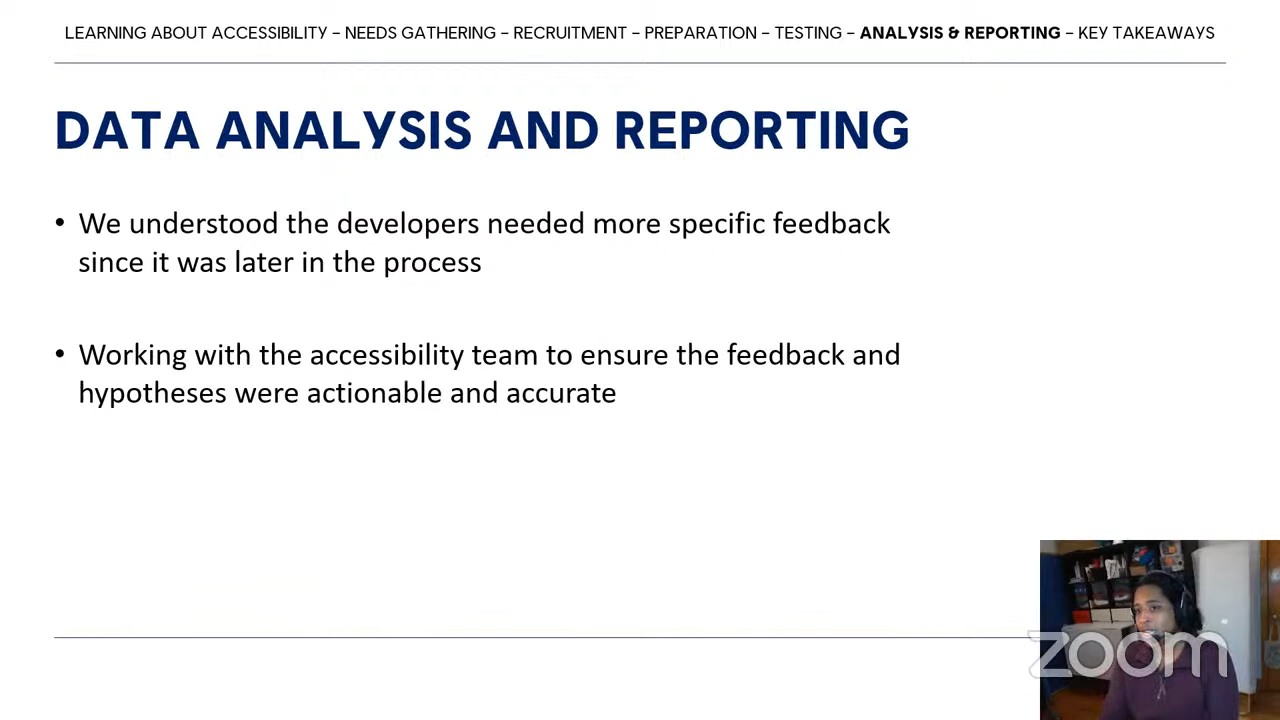 LEARNING ABOUT ACCESSIBILITY – NEEDS GATHERING – RECRUITMENT – PREPARATION – TESTING – ANALYSIS & REPORTING – KEY TAKEAWAYS
DATA ANALYSIS AND REPORTING
• We understood the developers needed more specific feedback
since it was later in the process
• Working with the accessibility team to ensure the feedback and
hypotheses were actionable and accurate
zoom